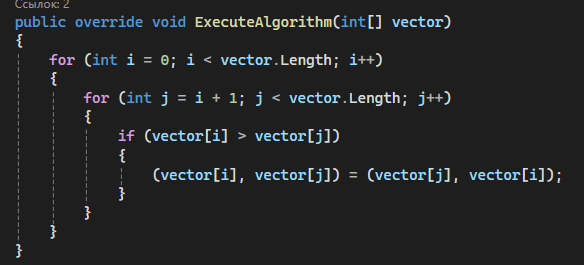 Ссылок: 2
public override void ExecuteAlgorithm(int[] vector)
{
    for (int i = 0; i < vector.Length; i++)
    {
        for (int j = i + 1; j < vector.Length; j++)
        {
            if (vector[i] > vector[j])
            {
                (vector[i], vector[j]) = (vector[j], vector[i]);
            }
        }
    }
}